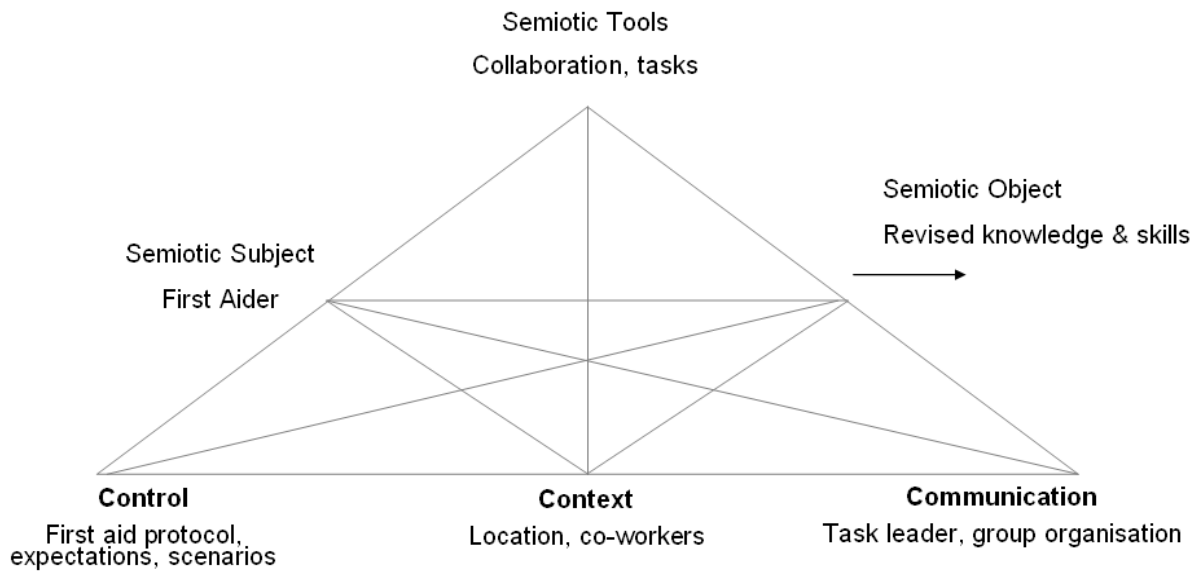 Semiotic Tools
Collaboration, tasks
Semiotic Object
Revised knowledge & skills
Semiotic Subject
First Aider
Control
First aid protocol,
expectations, scenarios
Context
Location, co-workers
Communication
Task leader, group organisation